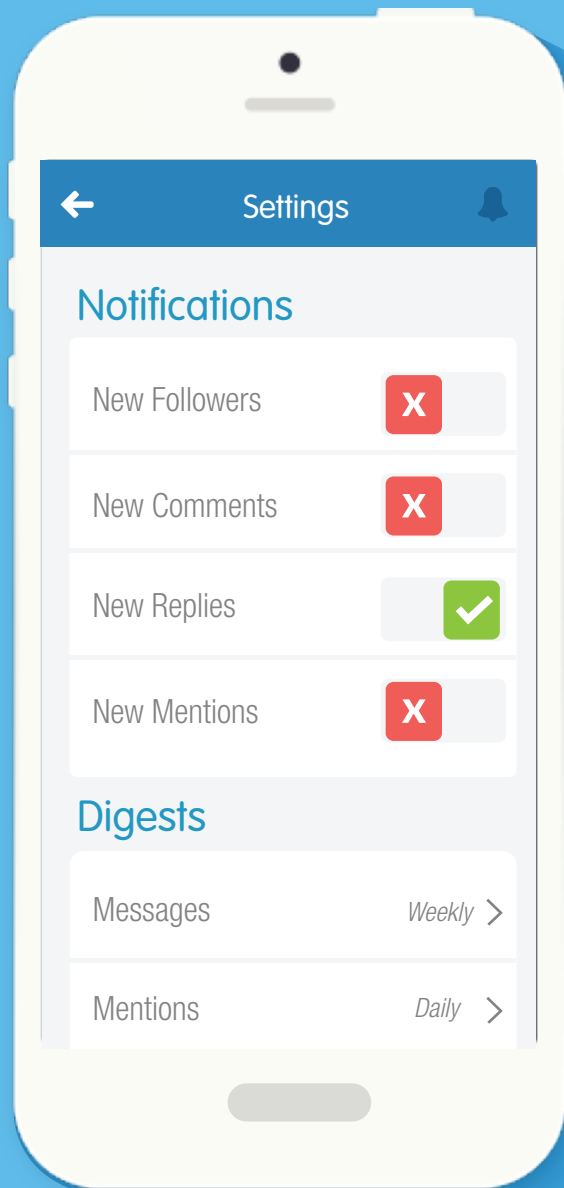 Settings
Notifications
New Followers
X
New Comments
X
New Replies
New Mentions
X
Digests
Messages Weekly
Mentions Daily